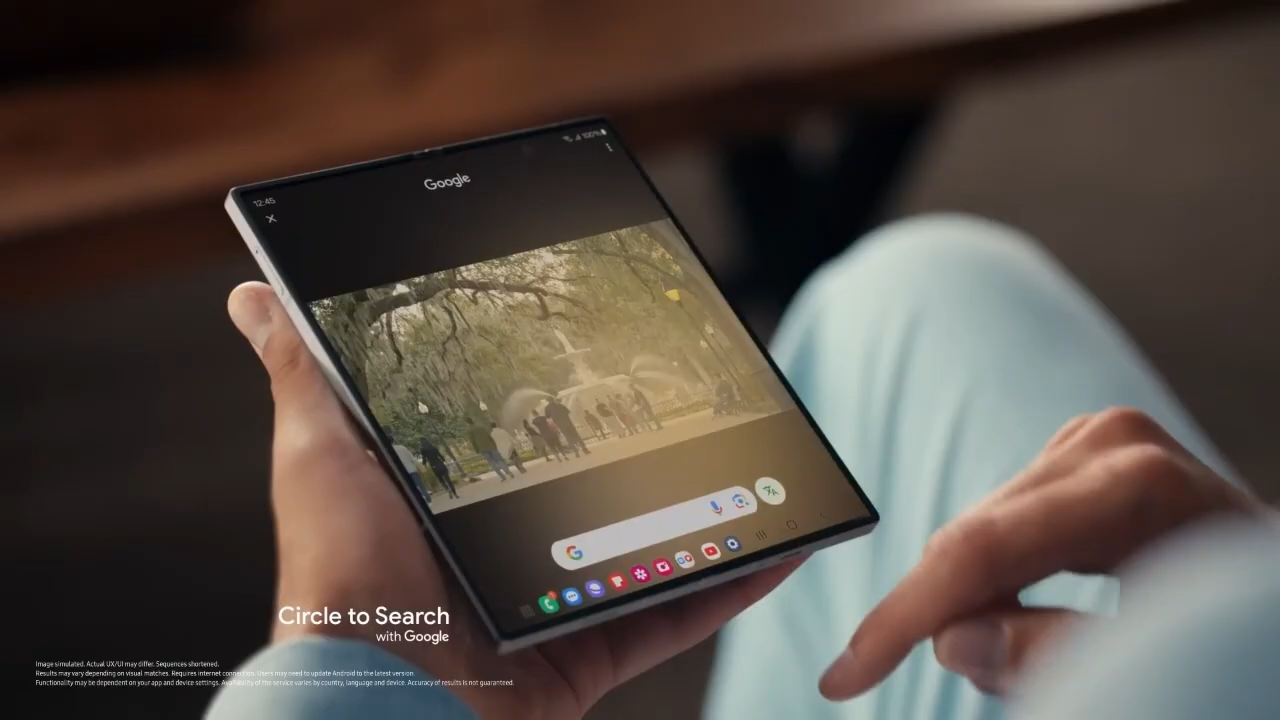 100%
Google
12:45
Circle to Search
with Google
Image simulated. Actual UX/UI may differ. Sequences shortened.
Results may vary depending on visual matches. Requires internet connection. Users may need to update Android to the latest version.
Functionality may be dependent on your app and device settings. Availability of the service varies by country, language and device. Accuracy of results is not guaranteed.